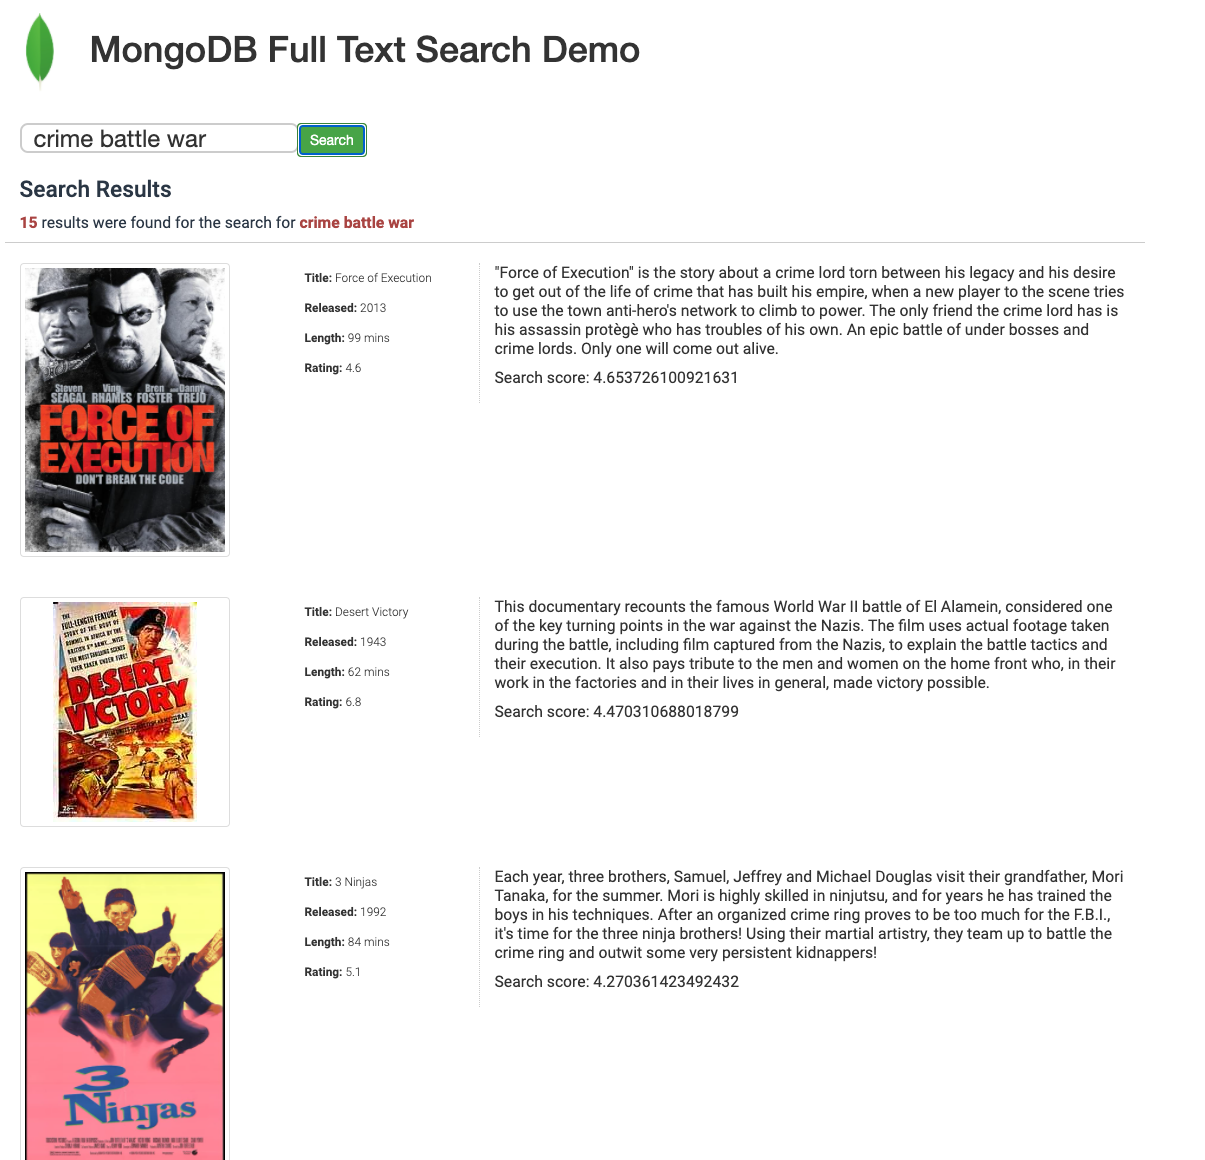 MongoDB Full Text Search Demo
crime battle war
Search
Search Results
15 results were found for the search for crime battle war
Steven Ving Bren and Danny
SEAGAL RHAMES FOSTER TREJO
FORCE OF
EXECUTION
DON'T BREAK THE CODE
Title: Force of Execution
Released: 2013
Length: 99 mins
Rating: 4.6
"Force of Execution" is the story about a crime lord torn between his legacy and his desire
to get out of the life of crime that has built his empire, when a new player to the scene tries
to use the town anti-hero's network to climb to power. The only friend the crime lord has is
his assassin protègè who has troubles of his own. An epic battle of under bosses and
crime lords. Only one will come out alive.
Search score: 4.653726100921631
THE
FULL-LENGTH FEATURE
STORY OF THE ROUT OF
ROMMEL IN AFRICA BY THE
BRITISH 8TH ARMY
THE MOST THRILLING SCENES
EVER TAKEN UNDER FIRE!
DESERT
VICTORY
Title: Desert Victory
Released: 1943
Length: 62 mins
Rating: 6.8
This documentary recounts the famous World War II battle of El Alamein, considered one
of the key turning points in the war against the Nazis. The film uses actual footage taken
during the battle, including film captured from the Nazis, to explain the battle tactics and
their execution. It also pays tribute to the men and women on the home front who, in their
work in the factories and in their lives in general, made victory possible.
Search score: 4.470310688018799
3
Ninjas
Title: 3 Ninjas
Released: 1992
Length: 84 mins
Rating: 5.1
Each year, three brothers, Samuel, Jeffrey and Michael Douglas visit their grandfather, Mori
Tanaka, for the summer. Mori is highly skilled in ninjutsu, and for years he has trained the
boys in his techniques. After an organized crime ring proves to be too much for the F.B.I.,
it's time for the three ninja brothers! Using their martial artistry, they team up to battle the
crime ring and outwit some very persistent kidnappers!
Search score: 4.270361423492432